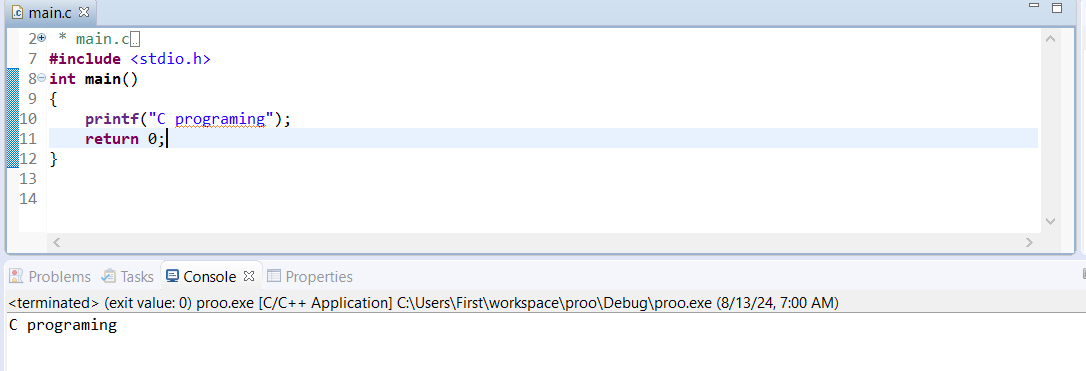 main.c
2 * main.c
7 #include <stdio.h>
8 int main()
9 {
10 printf("C programing");
11 return 0;
12 }
13
14
Problems Tasks Console Properties
<terminated> (exit value: 0) proo.exe [C/C++ Application] C:\Users\First\workspace\proo\Debug\proo.exe (8/13/24, 7:00 AM)
C programing